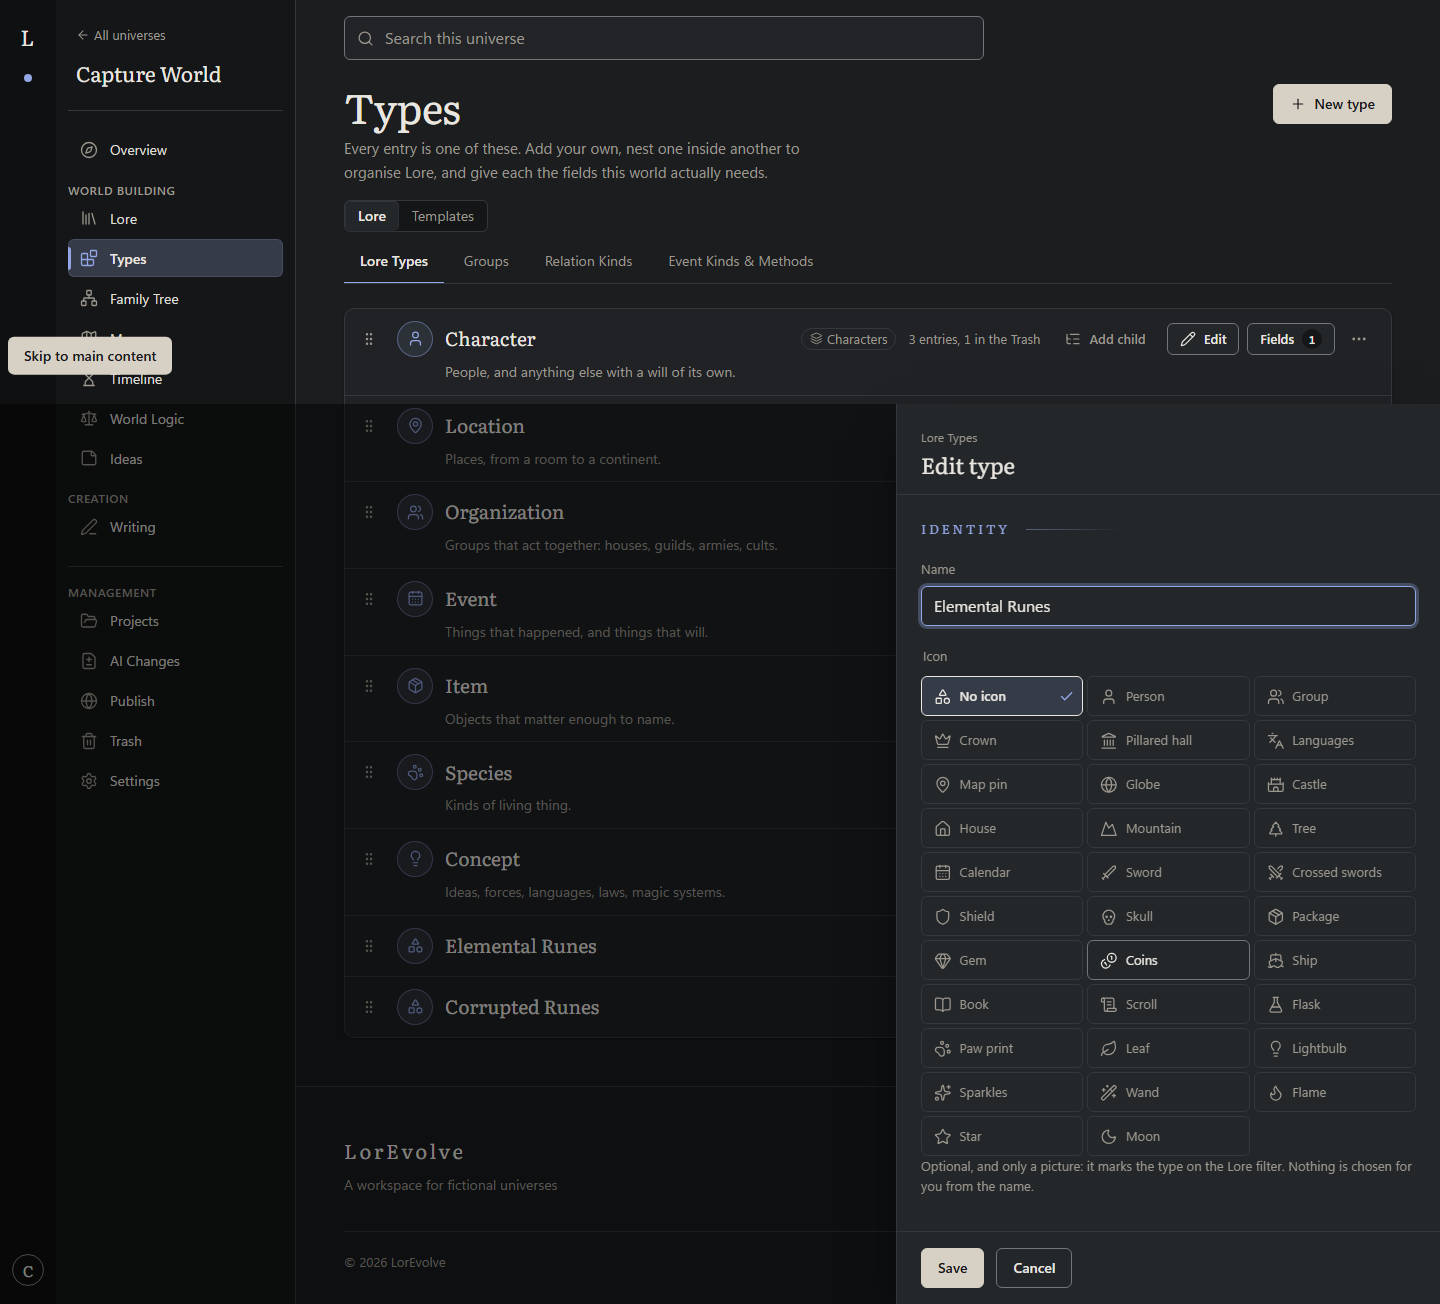 L
All universes
Capture World
Overview
WORLD BUILDING
Lore
Types
Family Tree
Skip to main content
Timeline
World Logic
Ideas
CREATION
Writing
MANAGEMENT
Projects
AI Changes
Publish
Trash
Settings
C
Search this universe
Types
New type
Every entry is one of these. Add your own, nest one inside another to
organise Lore, and give each the fields this world actually needs.
Lore Templates
Lore Types Groups Relation Kinds Event Kinds & Methods
Character Characters 3 entries, 1 in the Trash Add child Edit Fields 1
People, and anything else with a will of its own.
Location
Places, from a room to a continent.
Organization
Groups that act together: houses, guilds, armies, cults.
Event
Things that happened, and things that will.
Item
Objects that matter enough to name.
Species
Kinds of living thing.
Concept
Ideas, forces, languages, laws, magic systems.
Elemental Runes
Corrupted Runes
LorEvolve
A workspace for fictional universes
© 2026 LorEvolve
Lore Types
Edit type
IDENTITY
Name
Elemental Runes
Icon
No icon Person Group
Crown Pillared hall Languages
Map pin Globe Castle
House Mountain Tree
Calendar Sword Crossed swords
Shield Skull Package
Gem Coins Ship
Book Scroll Flask
Paw print Leaf Lightbulb
Sparkles Wand Flame
Star Moon
Optional, and only a picture: it marks the type on the Lore filter. Nothing is chosen for
you from the name.
Save Cancel